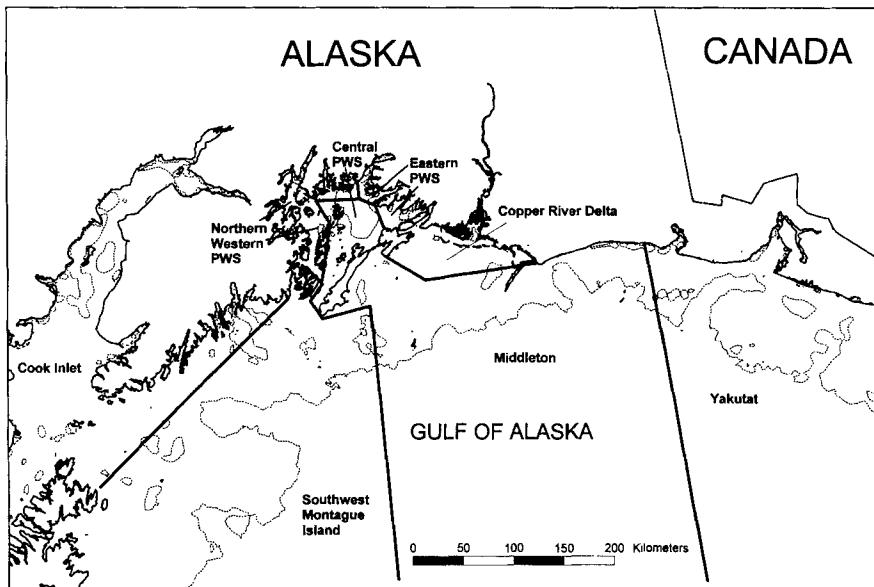 ALASKA
CANADA
Central
PWS
Eastern
PWS
Copper River Delta
Northern &
Western
PWS
Cook Inlet
Middleton
Yakutat
GULF OF ALASKA
Southwest
Montague
Island
0 50 100 150 200 Kilometers